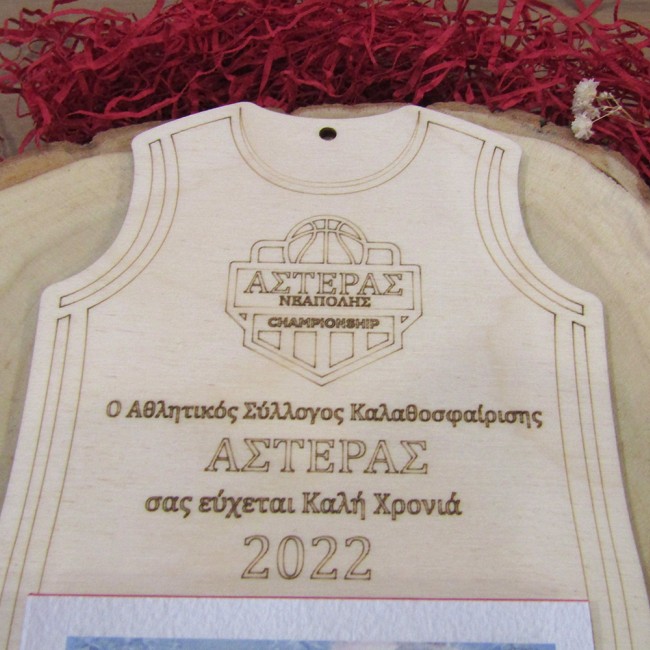 ΑΣΤΕΡΑΣ
ΝΕΑΠΟΛΗΣ
CHAMPIONSHIP
Ο Αθλητικός Σύλλογος Καλαθοσφαίρισης
ΑΣΤΕΡΑΣ
σας εύχεται Καλή Χρονιά
2022